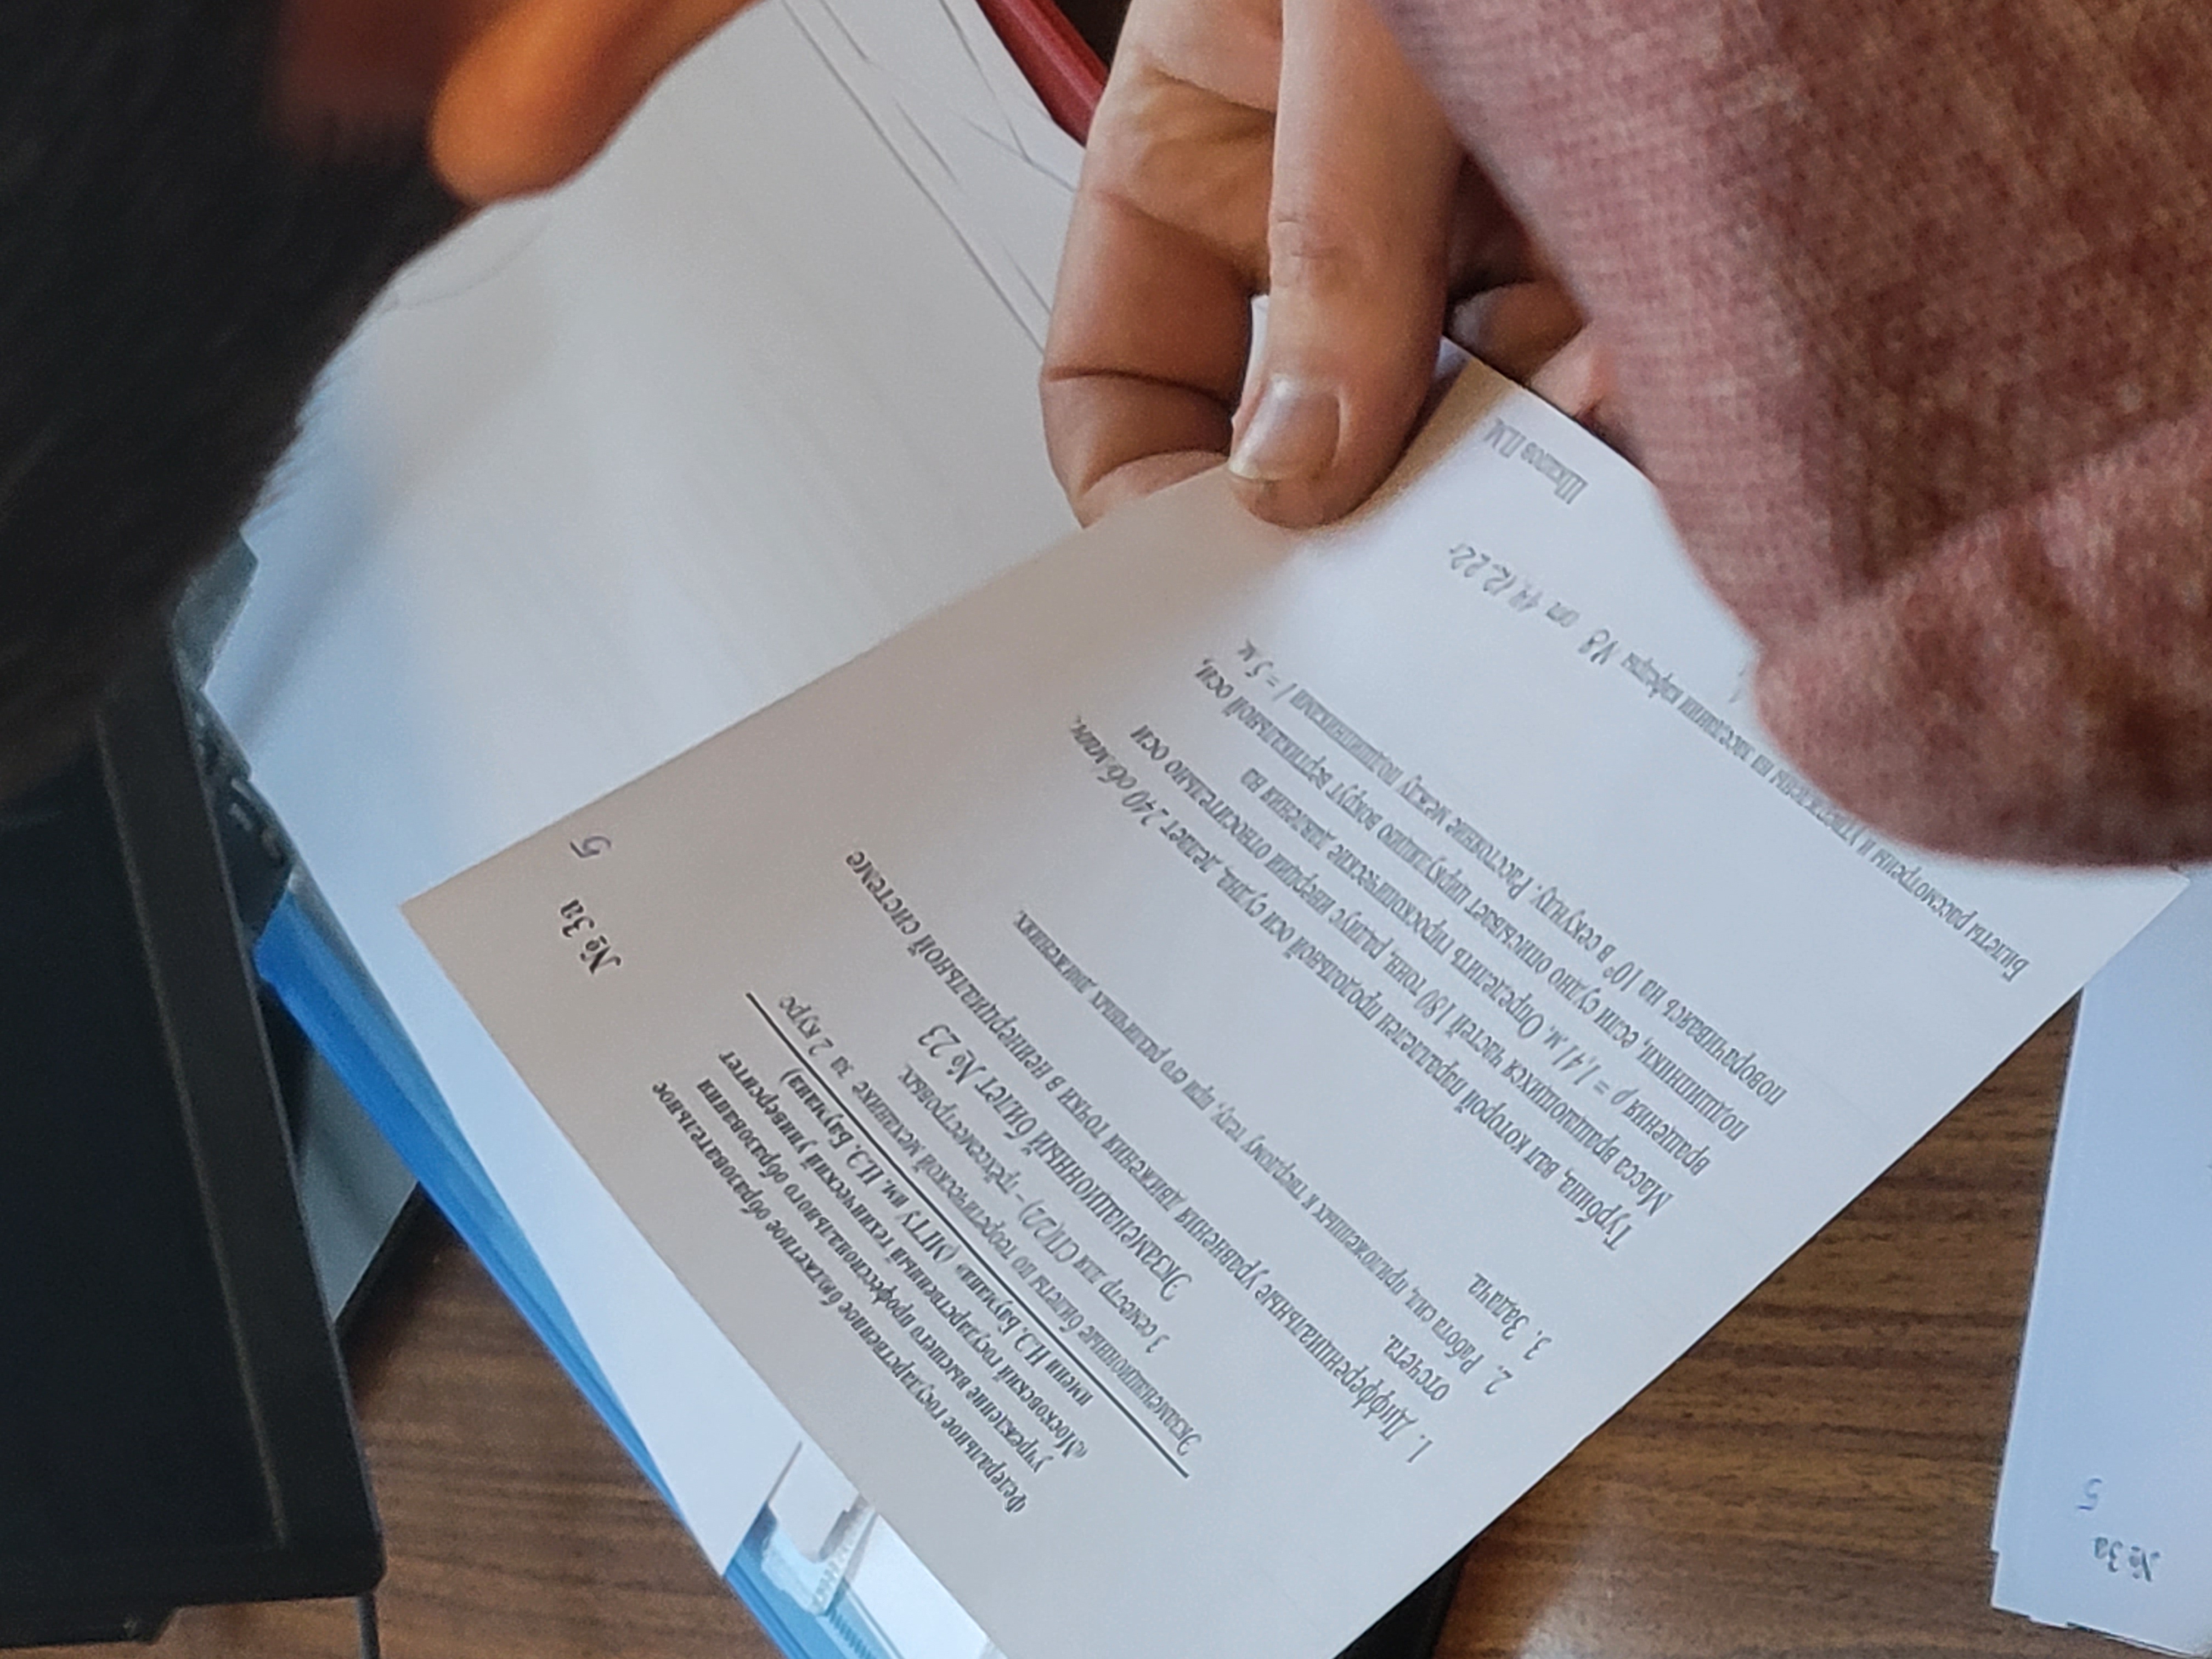 № 3а
5
Федеральное государственное бюджетное образовательное
учреждение высшего профессионального образования
«Московский государственный технический университет
имени Н.Э. Баумана» (МГТУ им. Н.Э. Баумана)
Экзаменационные билеты по теоретической механике за 2 курс
3 семестр для СП(2/2) – трёхсеместровых.
Экзаменационный билет № 23
1. Дифференциальные уравнения движения точки в неинерциальной системе
отсчета.
2. Работа сил, приложенных к твердому телу, при его различных движениях.
3. Задача.
Турбина, вал которой параллелен продольной оси судна, делает 240 об/мин.
Масса вращающихся частей 180 тонн, радиус инерции относительно оси
вращения ρ = 1,41 м. Определить гироскопические давления на
подшипники, если судно описывает циркуляцию вокруг вертикальной оси,
поворачиваясь на 10° в секунду. Расстояние между подшипниками l = 5 м.
Билеты рассмотрены и утверждены на заседании кафедры №8 от 14.12.22г
Шкапов П.М.
№ 3а
5